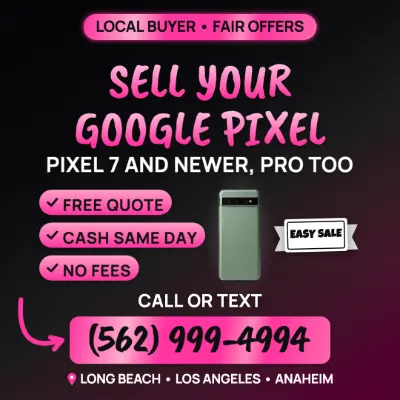 LOCAL BUYER • FAIR OFFERS
SELL YOUR
GOOGLE PIXEL
PIXEL 7 AND NEWER, PRO TOO
FREE QUOTE
CASH SAME DAY
NO FEES
EASY SALE
CALL OR TEXT
(562) 999-4994
LONG BEACH • LOS ANGELES • ANAHEIM